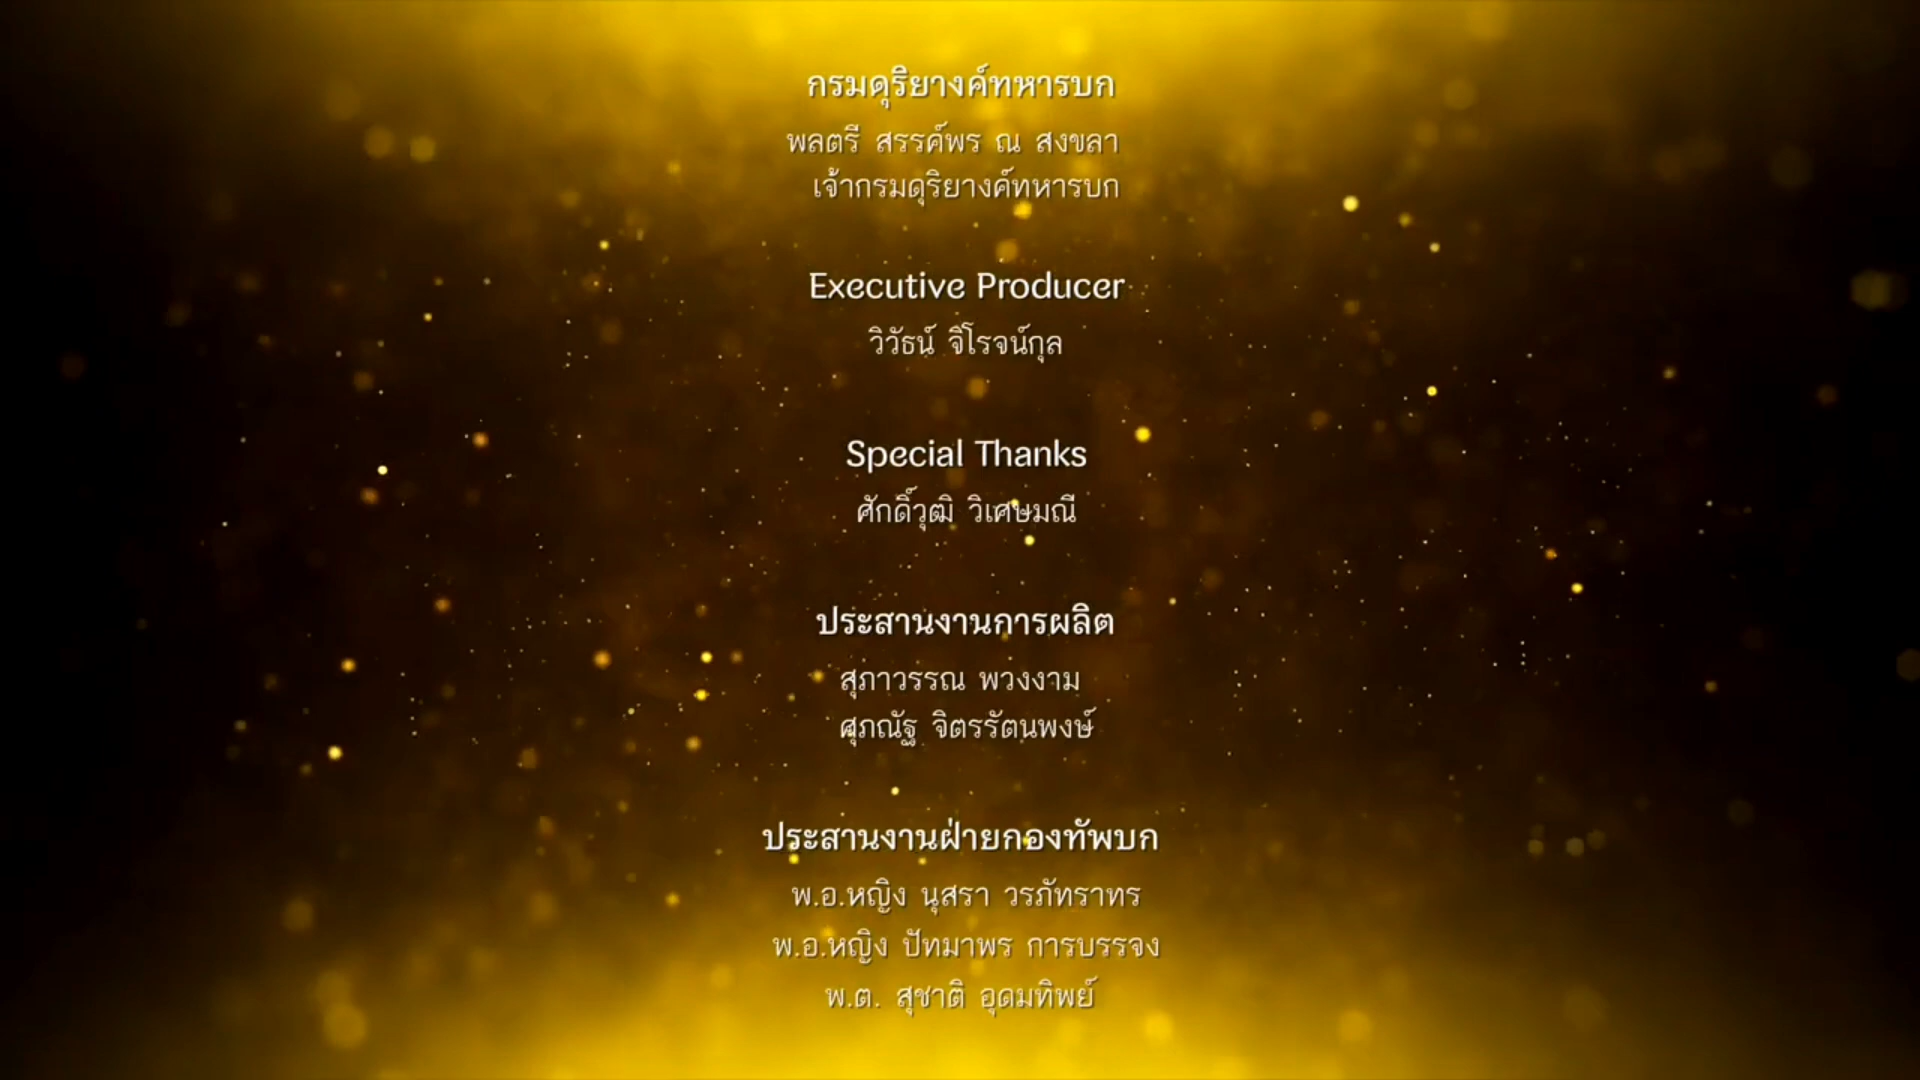 กรมดุริยางค์ทหารบก
พลตรี สรรค์พร ณ สงขลา
เจ้ากรมดุริยางค์ทหารบก
Executive Producer
วิวัธน์ จิโรจน์กุล
Special Thanks
ศักดิ์วุฒิ วิเศษมณี
ประสานงานการผลิต
สุภาวรรณ พวงงาม
ศุภณัฐ จิตรรัตนพงษ์
ประสานงานฝ่ายกองทัพบก
พ.อ.หญิง นุสรา วรภัทราทร
พ.อ.หญิง ปัทมาพร การบรรจง
พ.ต. สุชาติ อุดมทิพย์